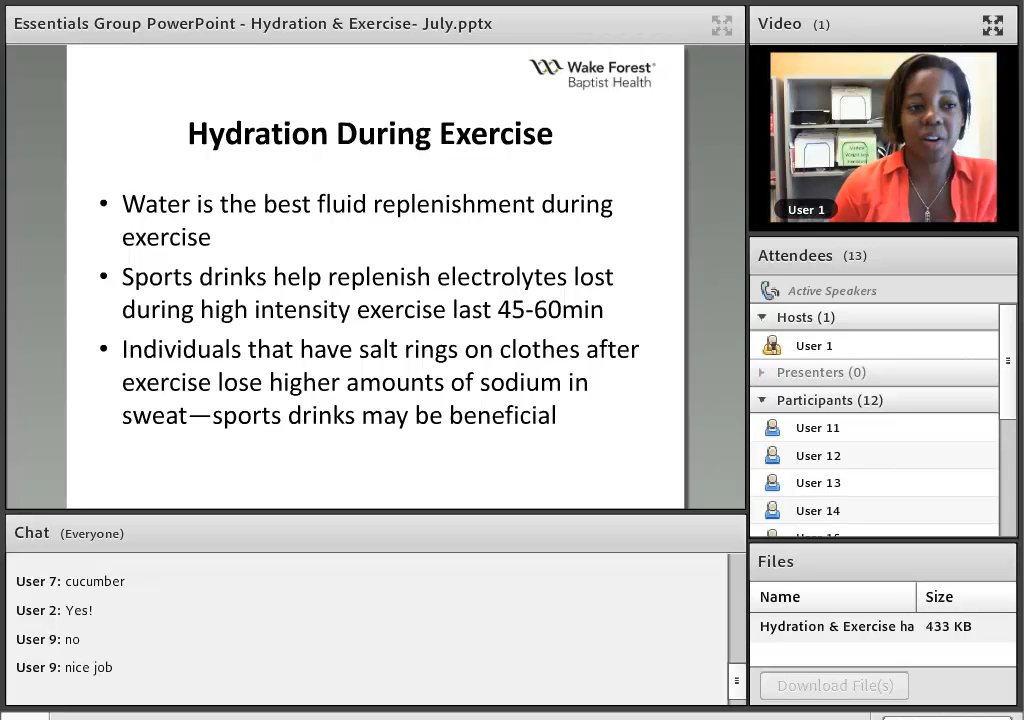 Essentials Group PowerPoint - Hydration & Exercise- July.pptx
Wake Forest®
Baptist Health
Hydration During Exercise
• Water is the best fluid replenishment during
exercise
• Sports drinks help replenish electrolytes lost
during high intensity exercise last 45-60min
• Individuals that have salt rings on clothes after
exercise lose higher amounts of sodium in
sweat—sports drinks may be beneficial
Chat (Everyone)
User 7: cucumber
User 2: Yes!
User 9: no
User 9: nice job
Video (1)
User 1
Attendees (13)
Active Speakers
Hosts (1)
User 1
Presenters (0)
Participants (12)
User 11
User 12
User 13
User 14
Files
Name Size
Hydration & Exercise ha 433 KB
Download File(s)